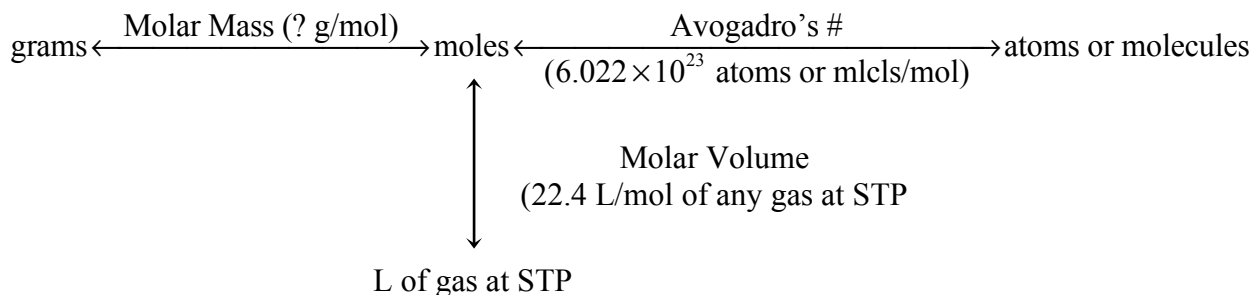 Molar Mass (? g/mol) Avogadro's #
grams moles atoms or molecules
(6.022×10²³ atoms or mlcls/mol)
Molar Volume
(22.4 L/mol of any gas at STP
L of gas at STP